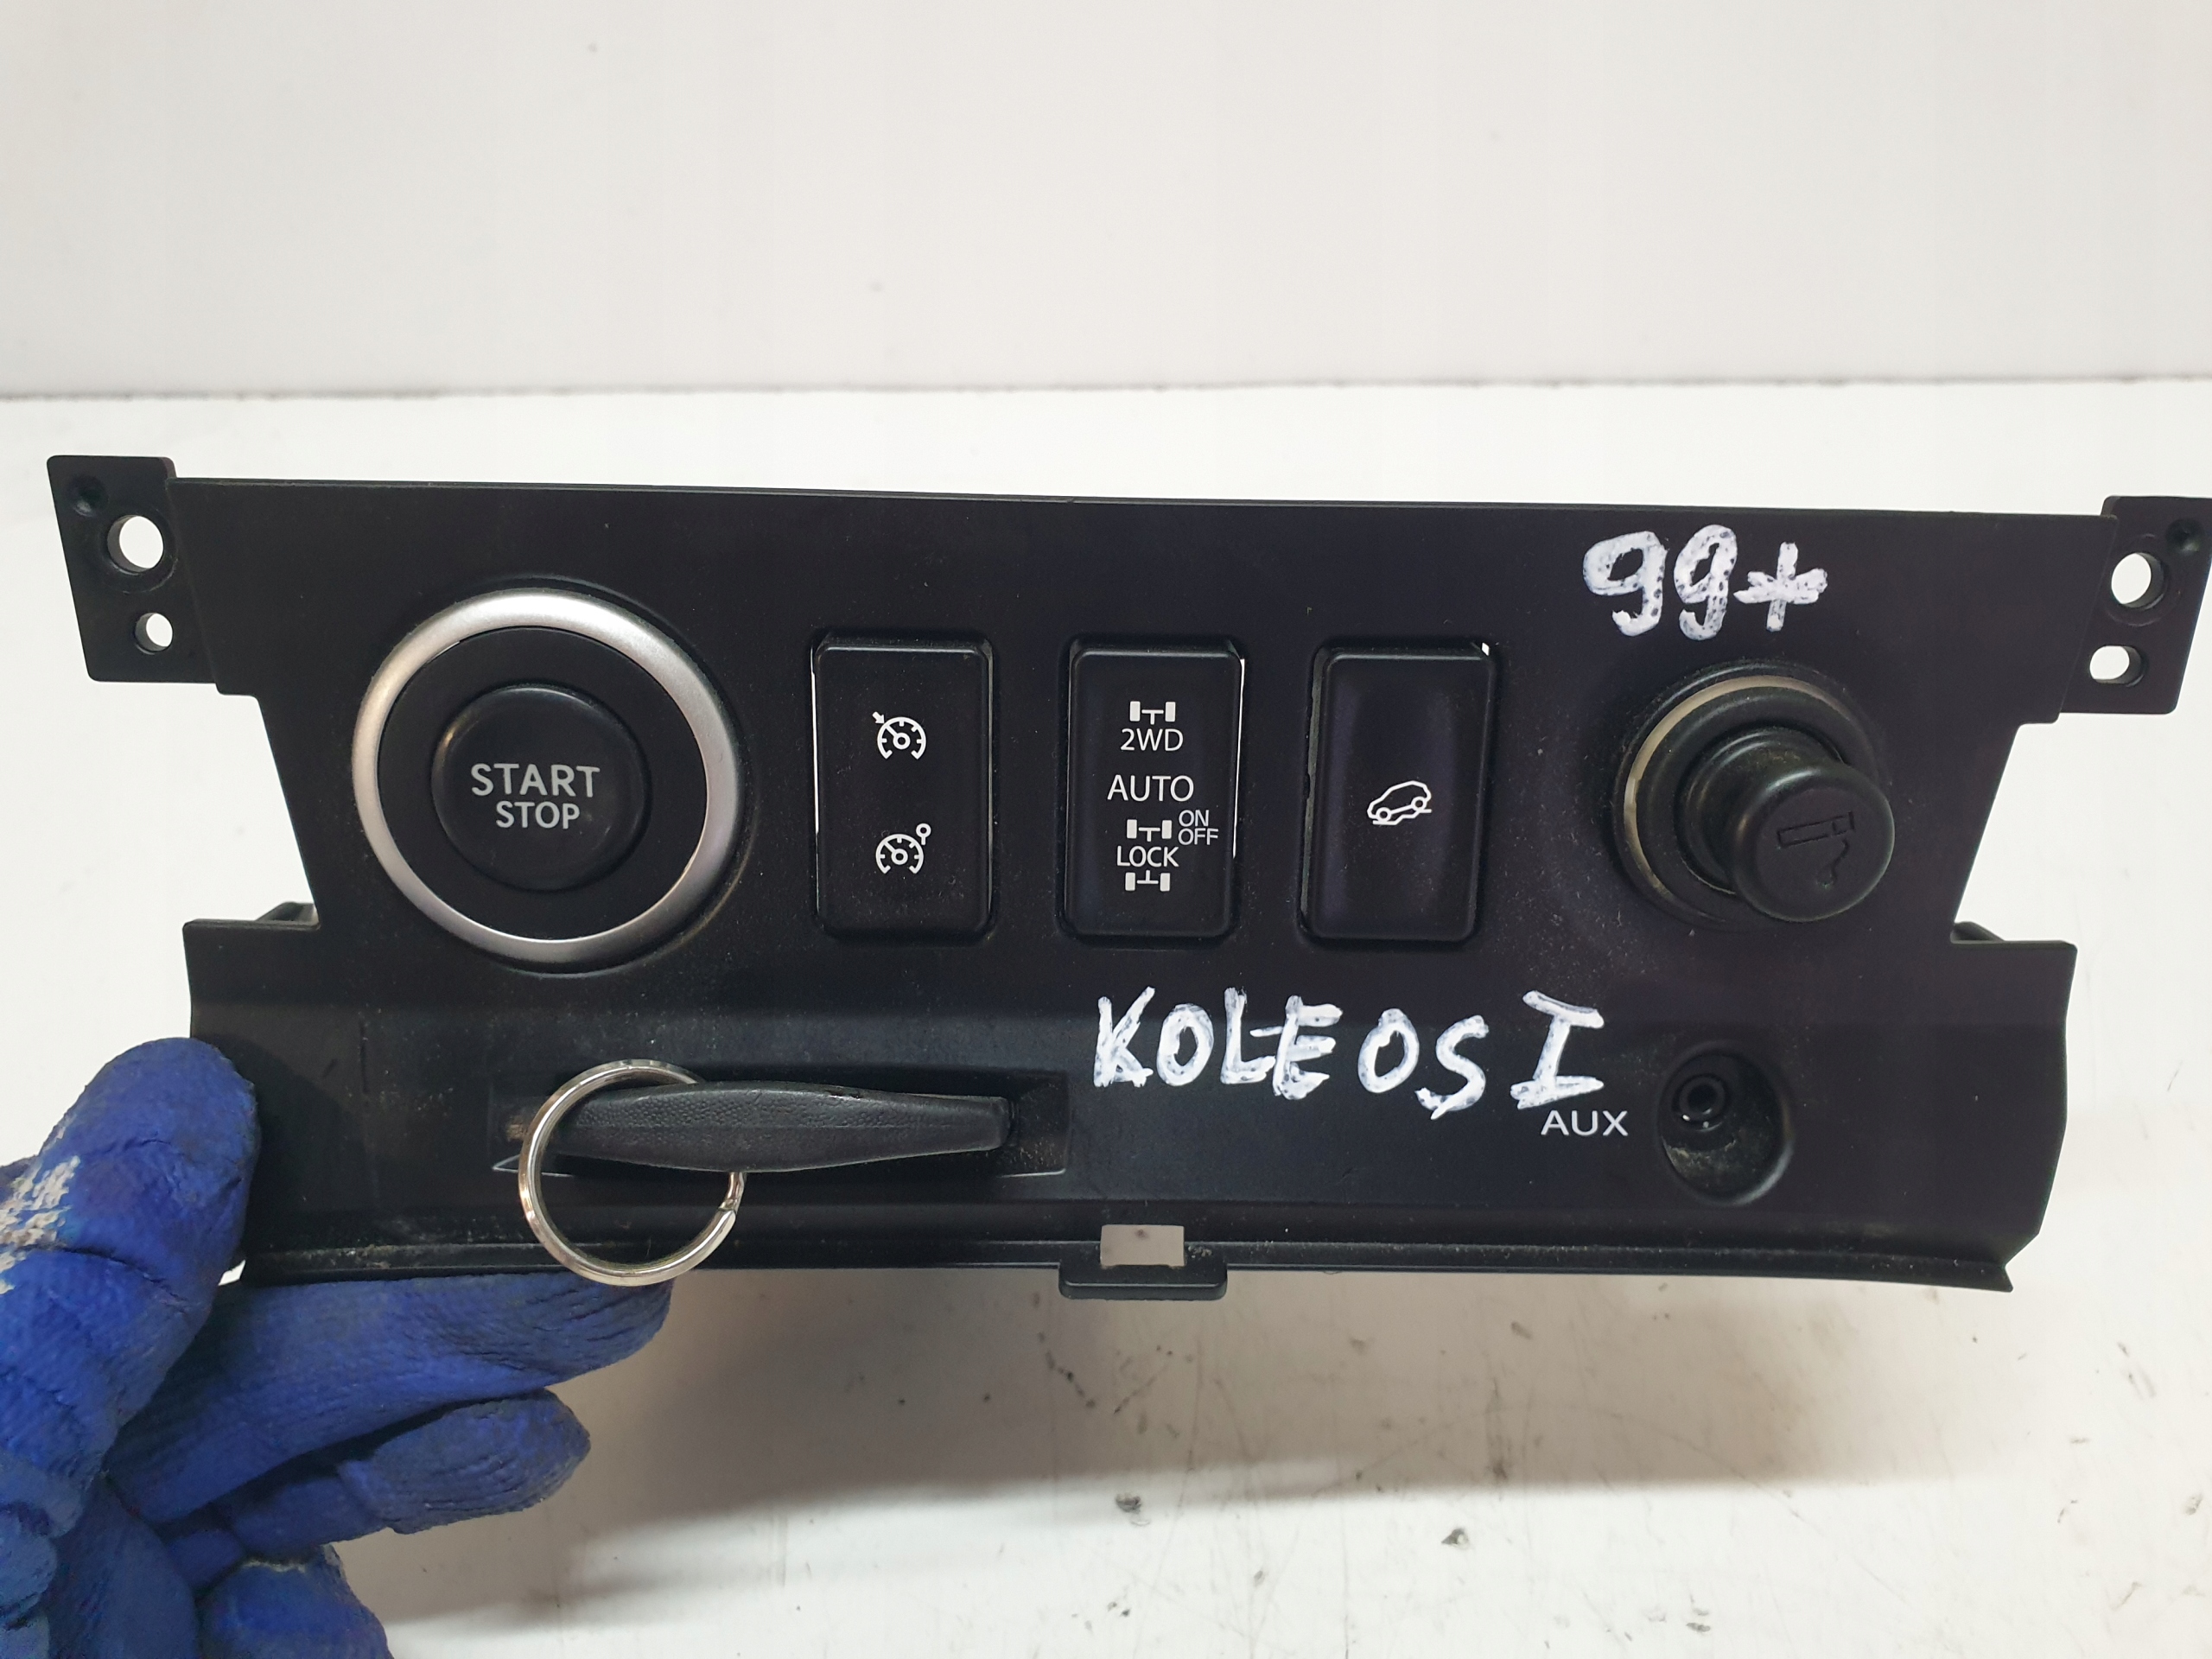 99*
START
STOP
2WD
AUTO
ON
OFF
LOCK
KOLEOS I
AUX